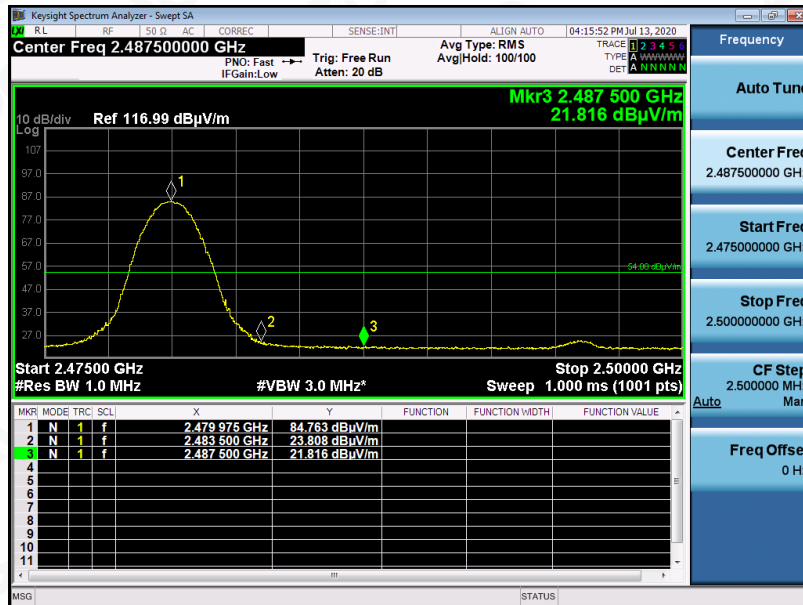 Keysight Spectrum Analyzer - Swept SA
RL RF 50 Ω AC CORREC SENSE:INT ALIGN AUTO 04:15:52 PM Jul 13, 2020
Center Freq 2.487500000 GHz
PNO: Fast
IFGain:Low
Trig: Free Run
Atten: 20 dB
Avg Type: RMS
Avg|Hold: 100/100
TRACE 1 2 3 4 5 6
TYPE A WWWWW
DET A N N N N N
Mkr3 2.487 500 GHz
21.816 dBµV/m
10 dB/div Ref 116.99 dBµV/m
Log
107
97.0
87.0
77.0
67.0
57.0
47.0
37.0
27.0
1
2
3
54.00 dBµV/m
Start 2.47500 GHz Stop 2.50000 GHz
#Res BW 1.0 MHz #VBW 3.0 MHz* Sweep 1.000 ms (1001 pts)
MKR MODE TRC SCL X Y FUNCTION FUNCTION WIDTH FUNCTION VALUE
1 N 1 f 2.479 975 GHz 84.763 dBµV/m
2 N 1 f 2.483 500 GHz 23.808 dBµV/m
3 N 1 f 2.487 500 GHz 21.816 dBµV/m
4
5
6
7
8
9
10
11
MSG STATUS
Frequency
Auto Tune
Center Freq
2.487500000 GHz
Start Freq
2.475000000 GHz
Stop Freq
2.500000000 GHz
CF Step
2.500000 MHz
Auto Man
Freq Offset
0 Hz